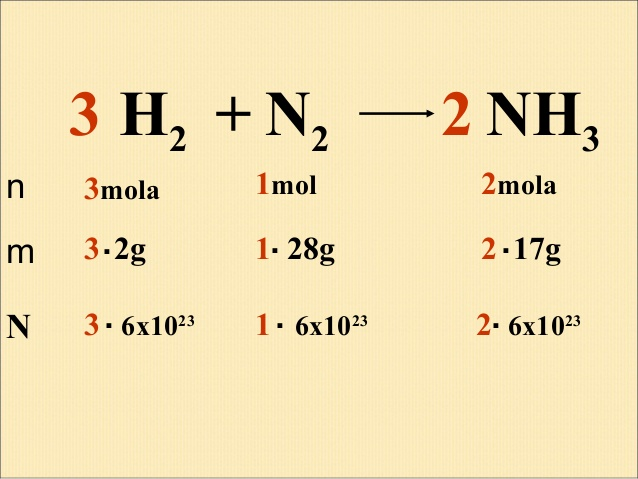 3 H₂ + N₂ ⟶ 2 NH₃
n 3mola 1mol 2mola
m 3·2g 1· 28g 2·17g
N 3· 6x10²³ 1· 6x10²³ 2· 6x10²³